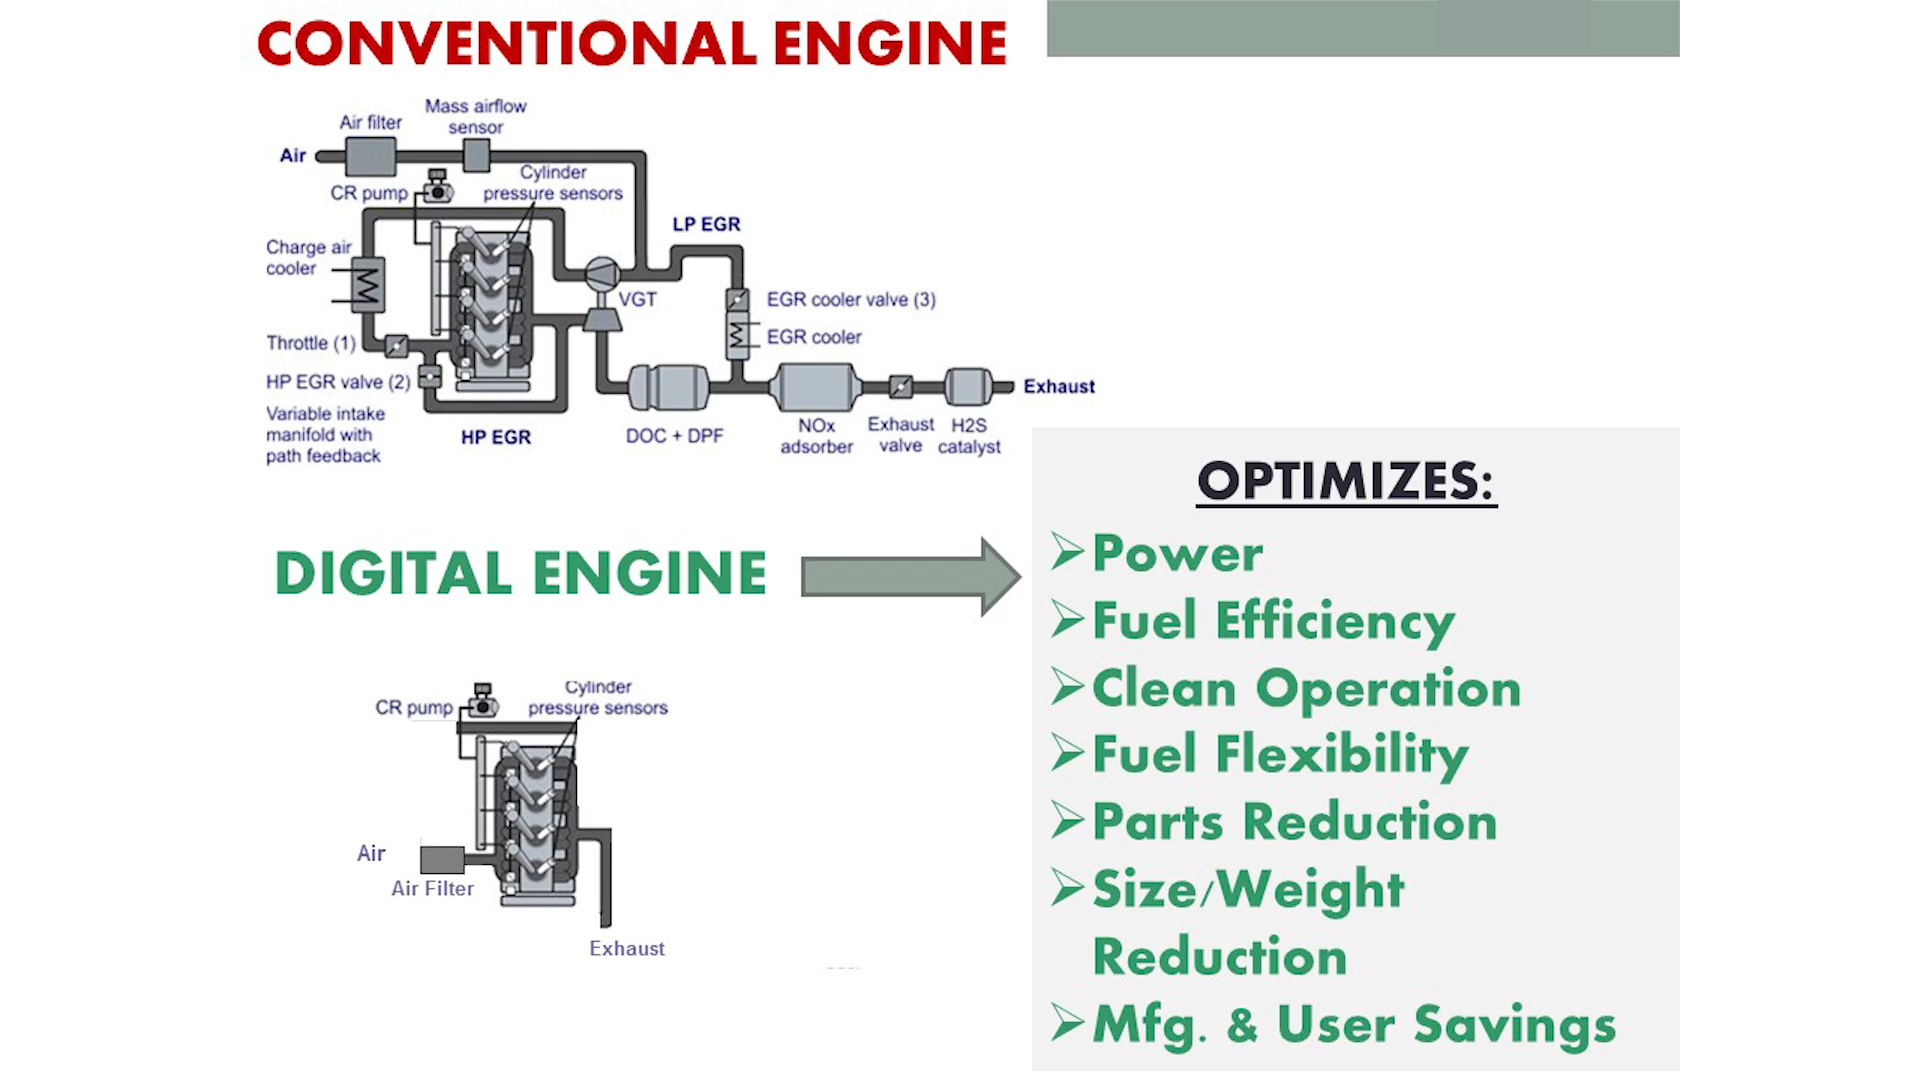 CONVENTIONAL ENGINE
Mass airflow
sensor
Air filter
Air
CR pump
Cylinder
pressure sensors
LP EGR
Charge air
cooler
VGT
EGR cooler valve (3)
EGR cooler
Throttle (1)
HP EGR valve (2)
Exhaust
Variable intake
manifold with
path feedback
HP EGR
DOC + DPF
NOx
adsorber
Exhaust
valve
H2S
catalyst
OPTIMIZES:
DIGITAL ENGINE
Power
Fuel Efficiency
Clean Operation
Fuel Flexibility
Parts Reduction
Size/Weight
Reduction
Mfg. & User Savings
Cylinder
pressure sensors
CR pump
Air
Air Filter
Exhaust